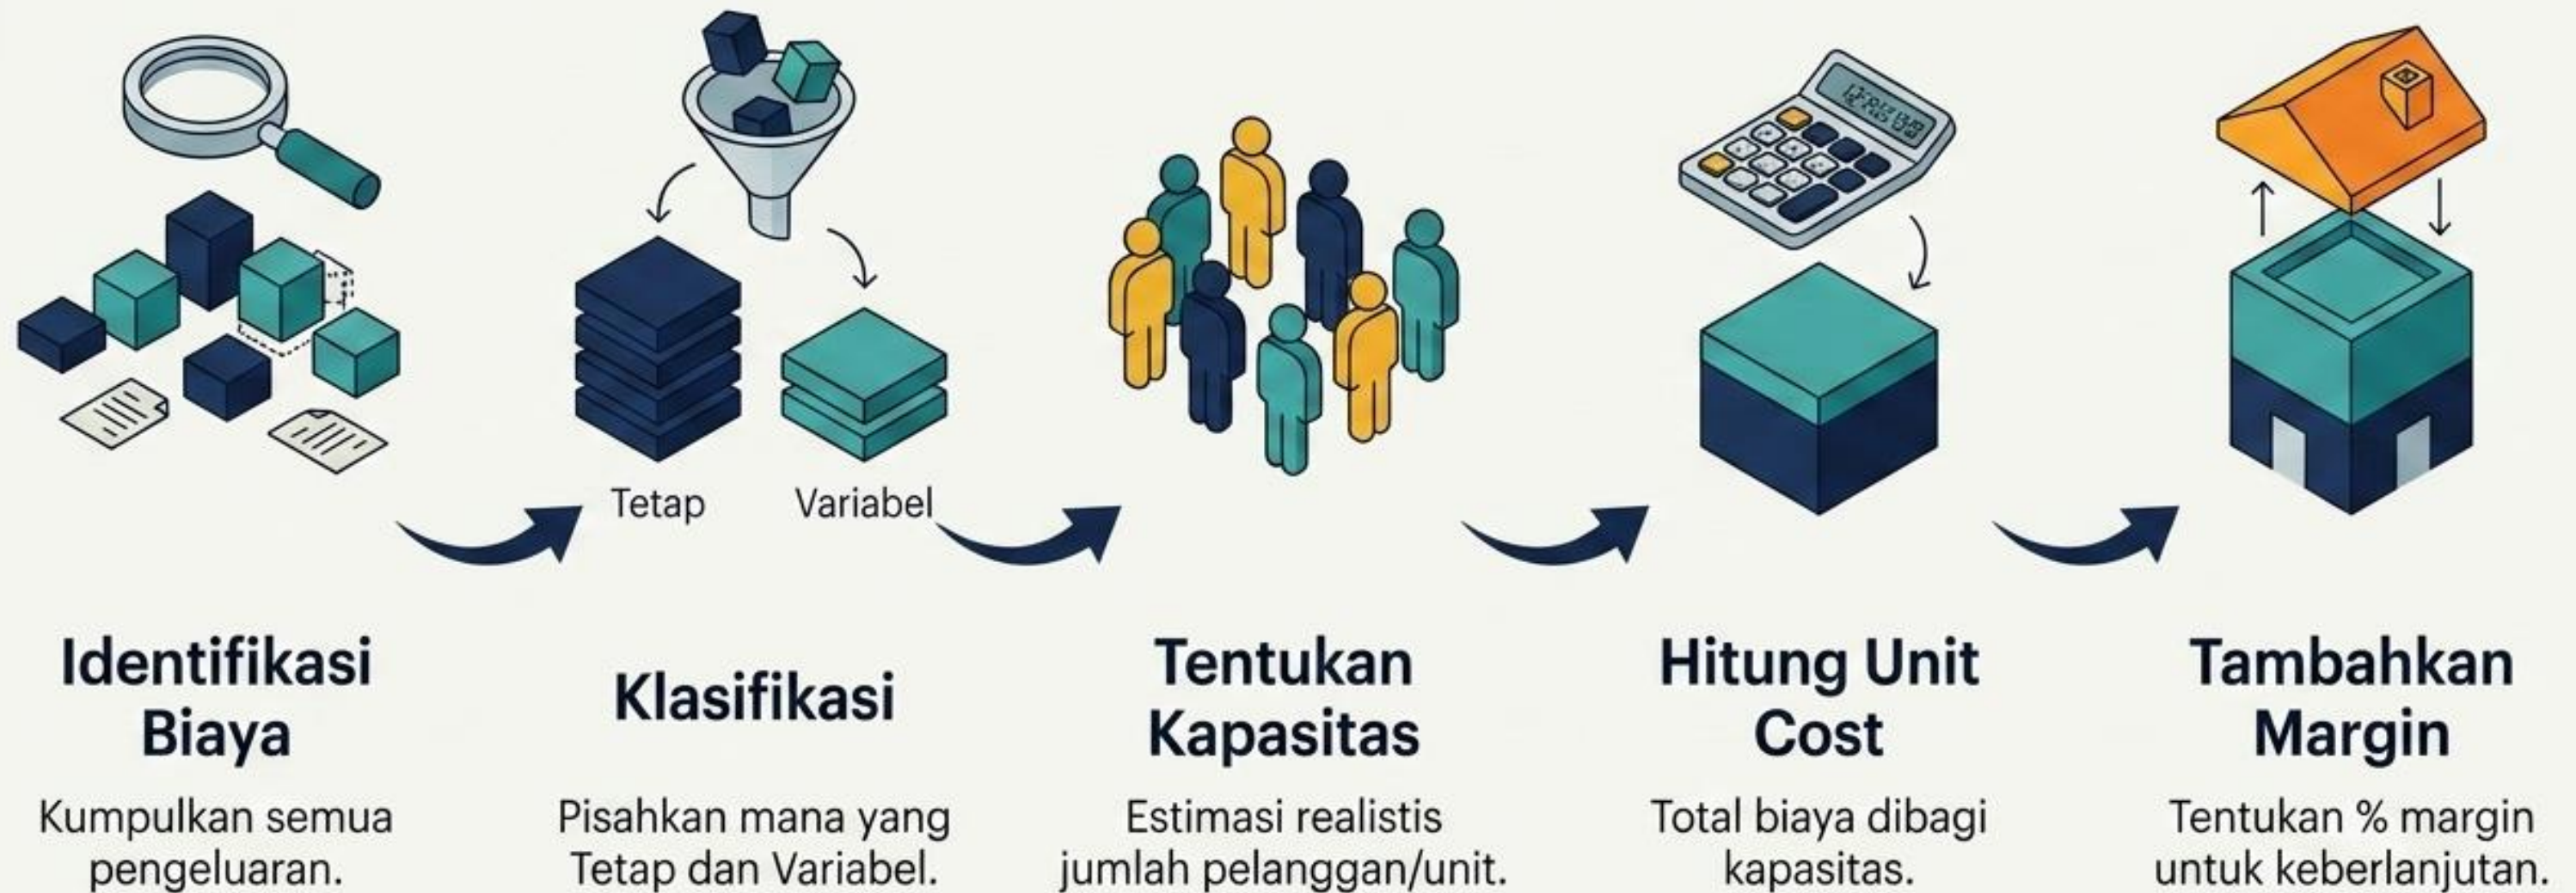 Tetap
Variabel
Identifikasi
Biaya
Kumpulkan semua
pengeluaran.
Klasifikasi
Pisahkan mana yang
Tetap dan Variabel.
Tentukan
Kapasitas
Estimasi realistis
jumlah pelanggan/unit.
Hitung Unit
Cost
Total biaya dibagi
kapasitas.
Tambahkan
Margin
Tentukan % margin
untuk keberlanjutan.